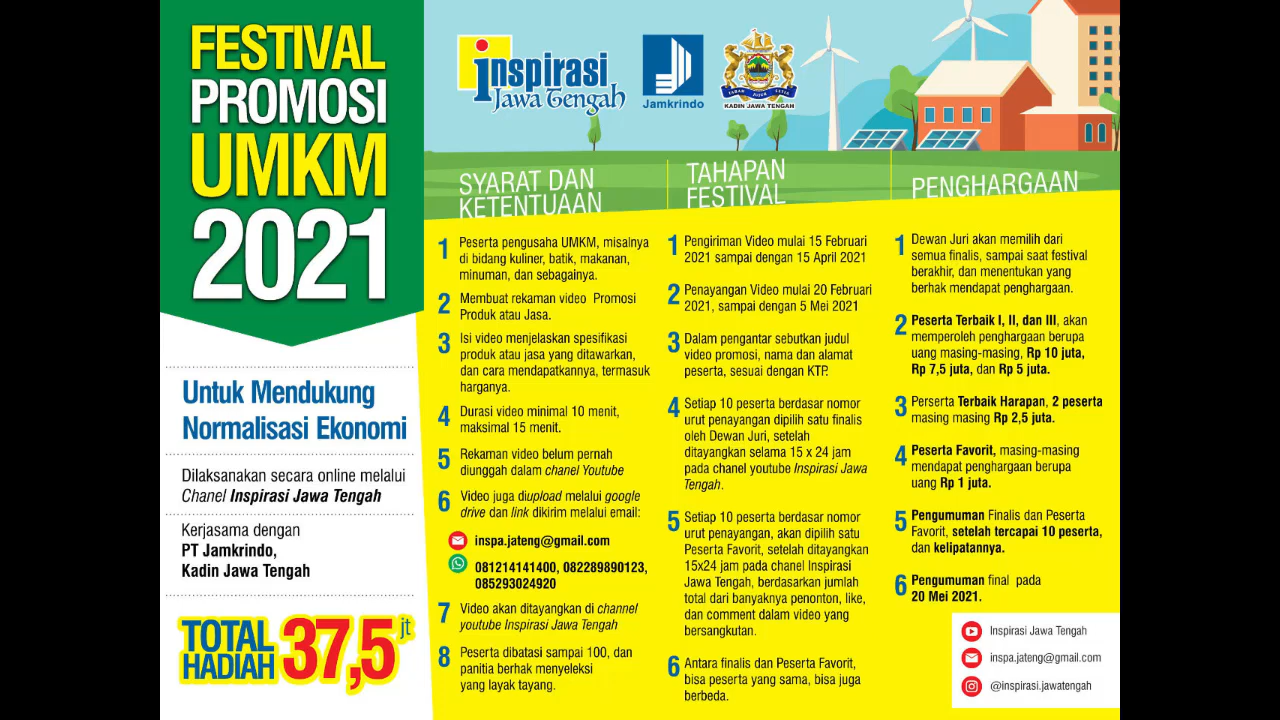 FESTIVAL
PROMOSI
UMKM
2021
Untuk Mendukung
Normalisasi Ekonomi
Dilaksanakan secara online melalui
Chanel Inspirasi Jawa Tengah
Kerjasama dengan
PT Jamkrindo,
Kadin Jawa Tengah
TOTAL
HADIAH
37,5 jt
inspirasi
Jawa Tengah
Jamkrindo
KADIN JAWA TENGAH
SYARAT DAN
KETENTUAAN
1 Peserta pengusaha UMKM, misalnya
di bidang kuliner, batik, makanan,
minuman, dan sebagainya.
2 Membuat rekaman video Promosi
Produk atau Jasa.
3 Isi video menjelaskan spesifikasi
produk atau jasa yang ditawarkan,
dan cara mendapatkannya, termasuk
harganya.
4 Durasi video minimal 10 menit,
maksimal 15 menit.
5 Rekaman video belum pernah
diunggah dalam chanel Youtube
6 Video juga diupload melalui google
drive dan link dikirim melalui email:
inspa.jateng@gmail.com
081214141400, 082289890123,
085293024920
7 Video akan ditayangkan di channel
youtube Inspirasi Jawa Tengah
8 Peserta dibatasi sampai 100, dan
panitia berhak menyeleksi
yang layak tayang.
TAHAPAN
FESTIVAL
1 Pengiriman Video mulai 15 Februari
2021 sampai dengan 15 April 2021
2 Penayangan Video mulai 20 Februari
2021, sampai dengan 5 Mei 2021
3 Dalam pengantar sebutkan judul
video promosi, nama dan alamat
peserta, sesuai dengan KTP.
4 Setiap 10 peserta berdasar nomor
urut penayangan dipilih satu finalis
oleh Dewan Juri, setelah
ditayangkan selama 15 x 24 jam
pada chanel youtube Inspirasi Jawa
Tengah.
5 Setiap 10 peserta berdasar nomor
urut penayangan, akan dipilih satu
Peserta Favorit, setelah ditayangkan
15x24 jam pada chanel Inspirasi
Jawa Tengah, berdasarkan jumlah
total dari banyaknya penonton, like,
dan comment dalam video yang
bersangkutan.
6 Antara finalis dan Peserta Favorit,
bisa peserta yang sama, bisa juga
berbeda.
PENGHARGAAN
1 Dewan Juri akan memilih dari
semua finalis, sampai saat festival
berakhir, dan menentukan yang
berhak mendapat penghargaan.
2 Peserta Terbaik I, II, dan III, akan
memperoleh penghargaan berupa
uang masing-masing, Rp 10 juta,
Rp 7,5 juta, dan Rp 5 juta.
3 Perserta Terbaik Harapan, 2 peserta
masing masing Rp 2,5 juta.
4 Peserta Favorit, masing-masing
mendapat penghargaan berupa
uang Rp 1 juta.
5 Pengumuman Finalis dan Peserta
Favorit, setelah tercapai 10 peserta,
dan kelipatannya.
6 Pengumuman final pada
20 Mei 2021.
Inspirasi Jawa Tengah
inspa.jateng@gmail.com
@inspirasi.jawatengah